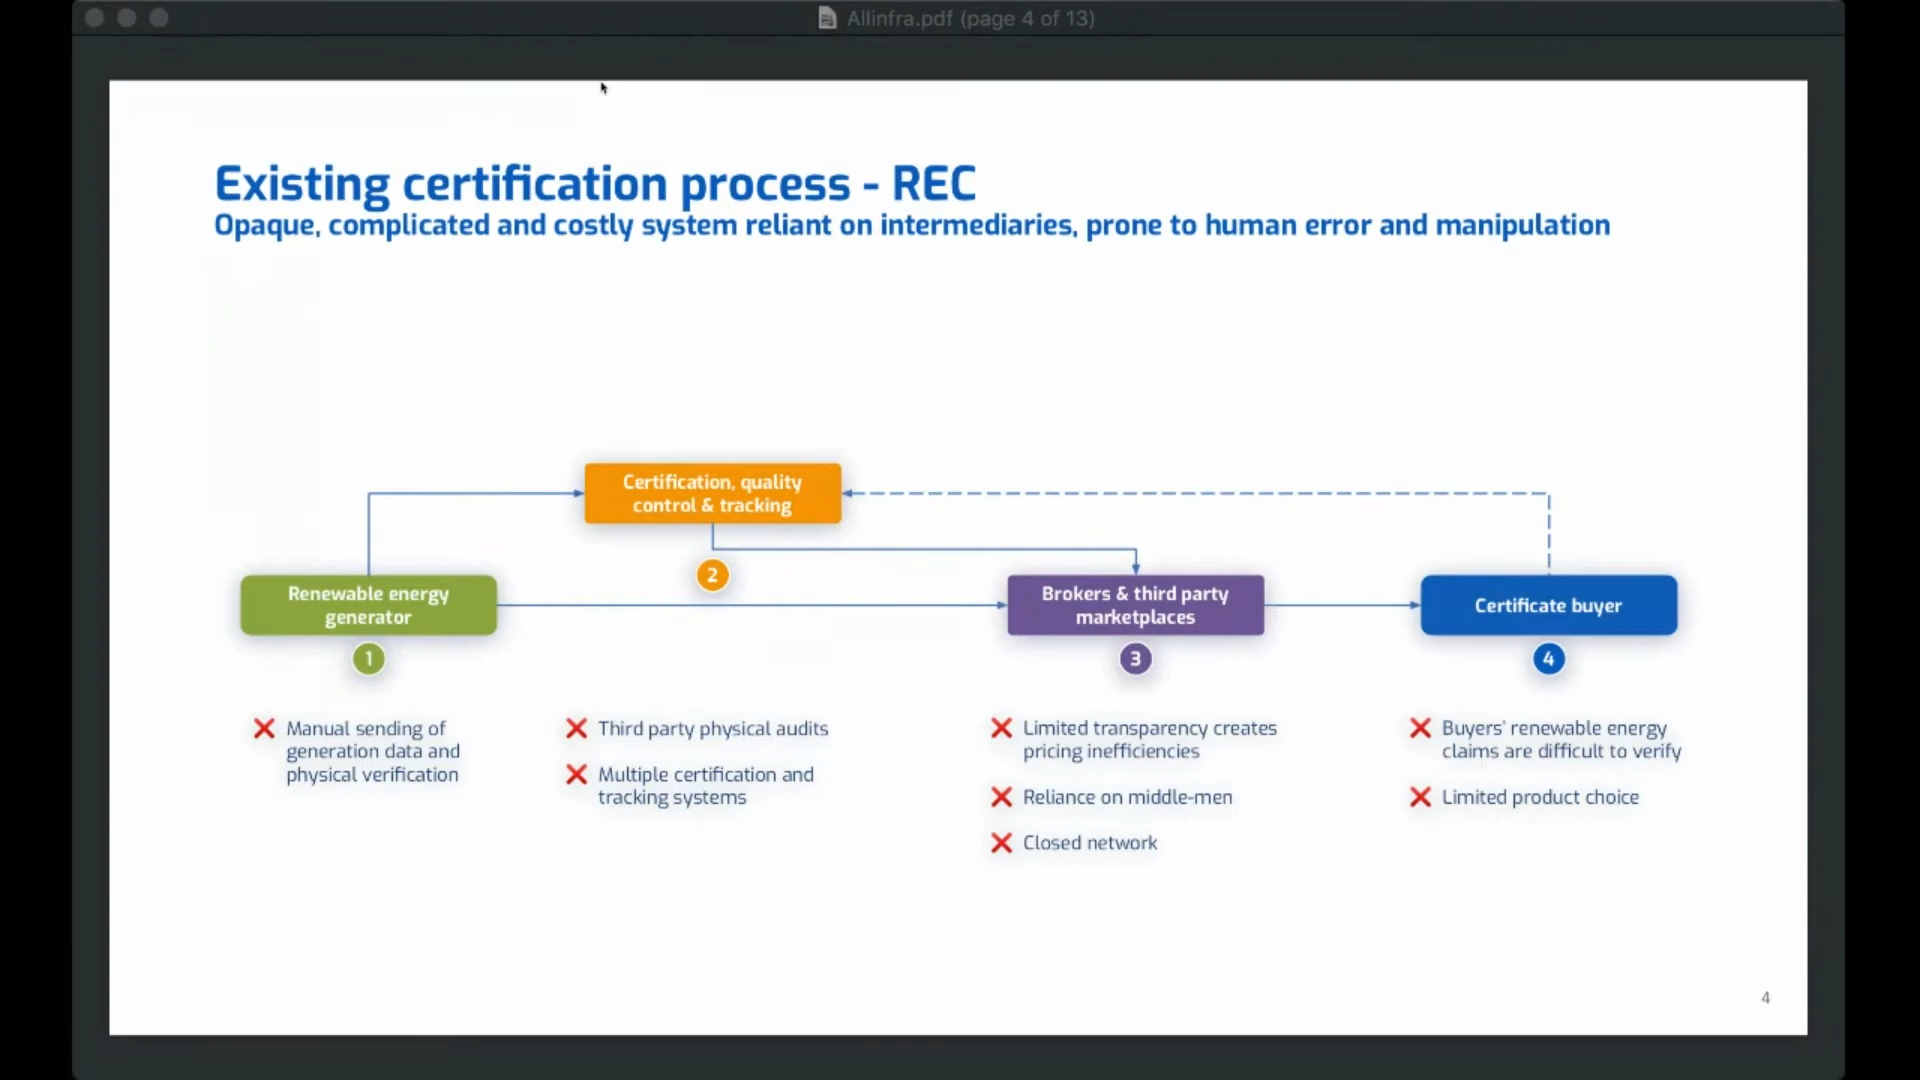 Allinfra.pdf (page 4 of 13)
Existing certification process - REC
Opaque, complicated and costly system reliant on intermediaries, prone to human error and manipulation
Certification, quality
control & tracking
2
Renewable energy
generator
1
Brokers & third party
marketplaces
3
Certificate buyer
4
Manual sending of
generation data and
physical verification
Third party physical audits
Multiple certification and
tracking systems
Limited transparency creates
pricing inefficiencies
Reliance on middle-men
Closed network
Buyers' renewable energy
claims are difficult to verify
Limited product choice
4